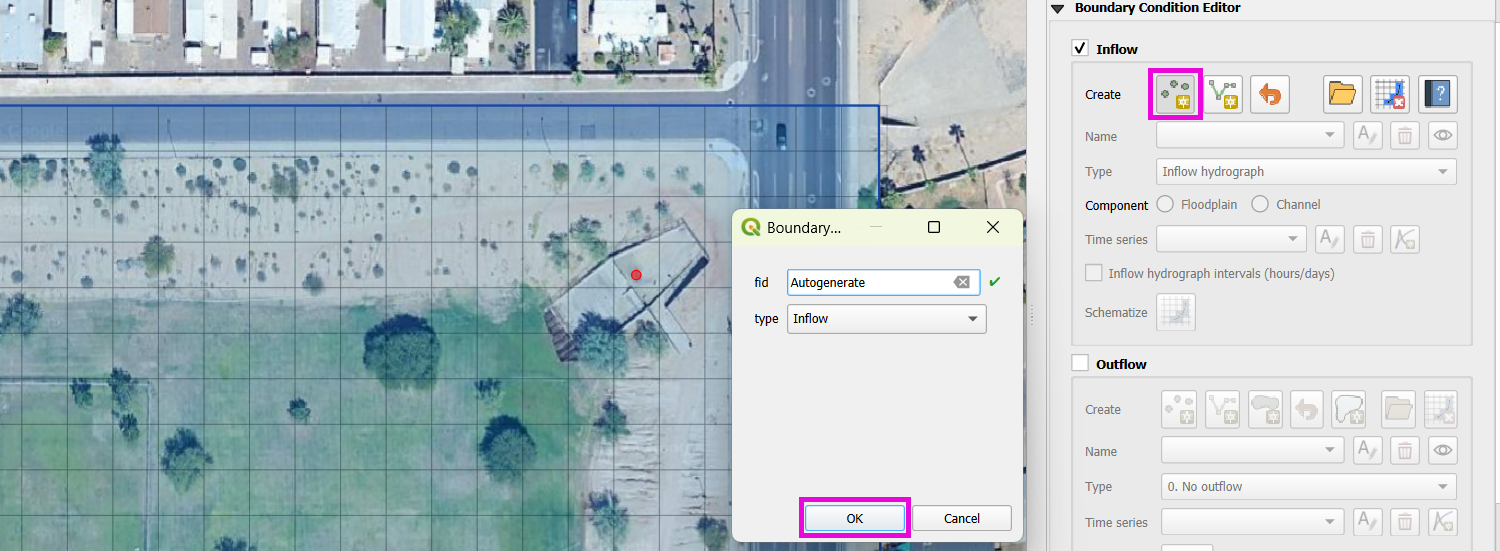 Boundary Condition Editor
Inflow
Create
Name
Type
Inflow hydrograph
Component
Floodplain
Channel
Time series
Inflow hydrograph intervals (hours/days)
Schematize
Outflow
Create
Name
Type
0. No outflow
Time series
Boundary...
fid
Autogenerate
type
Inflow
OK
Cancel